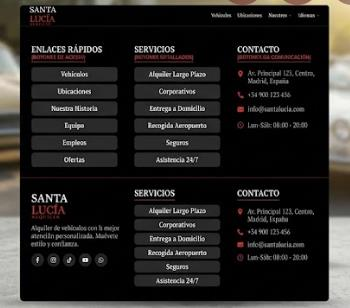 SANTA
LUCÍA
Vehículos Ubicaciones Nuestro Idiomas
ENLACES RÁPIDOS
Vehículos
Ubicaciones
Nuestra Historia
Equipo
Empleos
Ofertas
SERVICIOS
Alquiler Largo Plazo
Corporativos
Entrega a Domicilio
Recogida Aeropuerto
Seguros
Asistencia 24/7
CONTACTO
Av. Principal 123, Centro,
Madrid, España
+34 900 123 456
info@santalucia.com
Lun-Sáb: 08:00 - 20:00
SANTA
LUCÍA
Alquiler de vehículos con la mejor
atención personalizada. Muévete
estilo y confianza.
SERVICIOS
Alquiler Largo Plazo
Corporativos
Entrega a Domicilio
Recogida Aeropuerto
Seguros
Asistencia 24/7
CONTACTO
Av. Principal 123, Centro,
Madrid, España
+34 900 123 456
info@santalucia.com
Lun-Sáb: 08:00 - 20:00